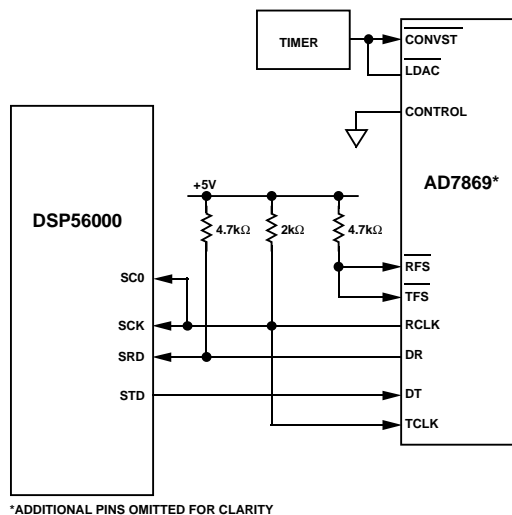 TIMER
CONVST
LDAC
CONTROL
AD7869*
DSP56000
+5V
4.7kΩ
2kΩ
4.7kΩ
SC0
RFS
TFS
SCK
RCLK
SRD
DR
STD
DT
TCLK
*ADDITIONAL PINS OMITTED FOR CLARITY